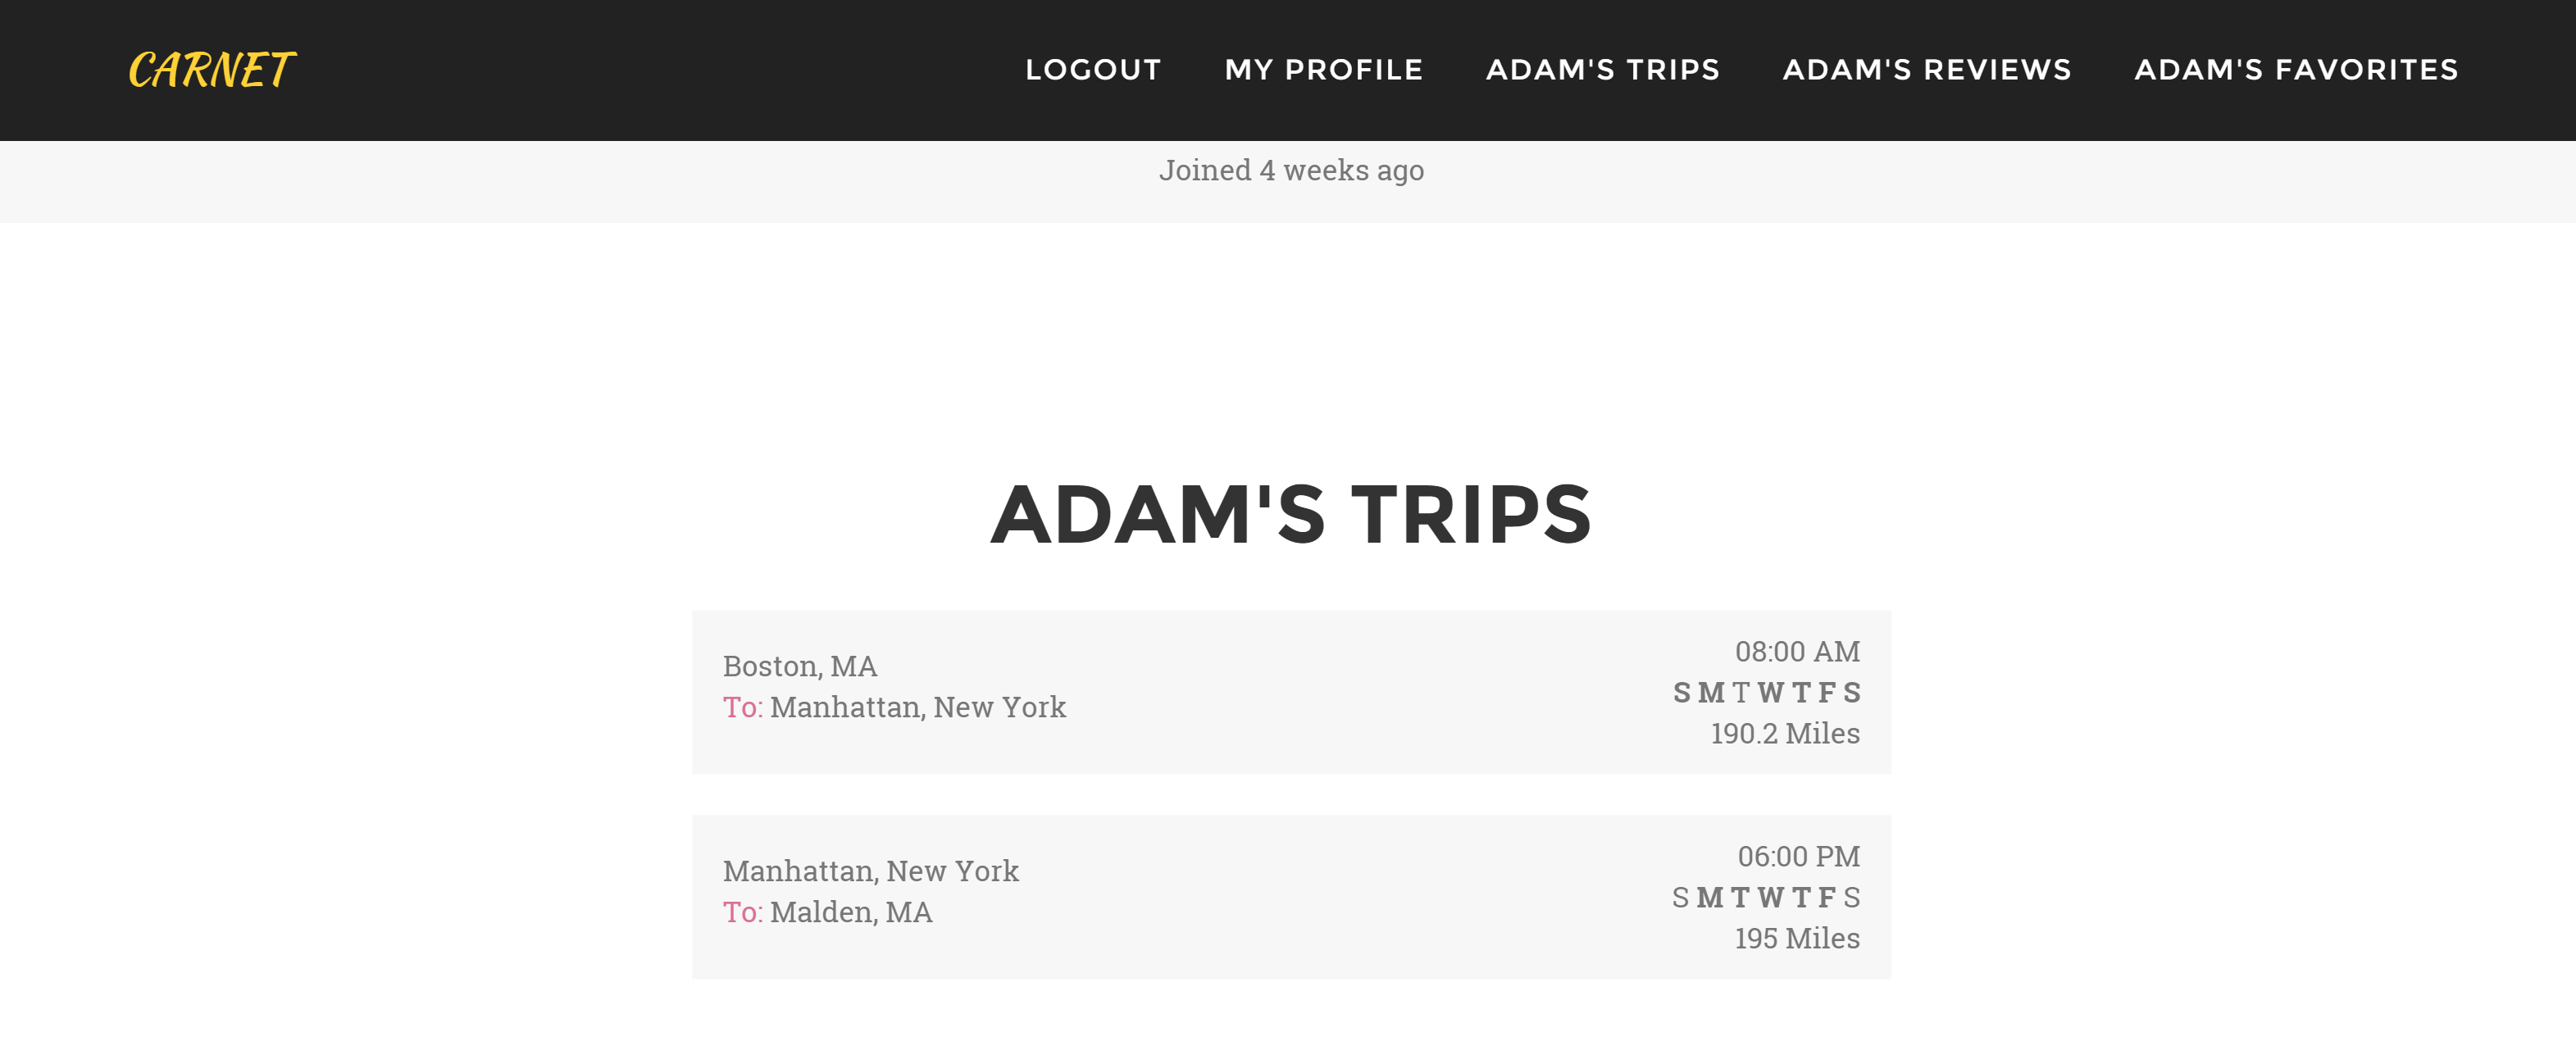 CARNET
LOGOUT MY PROFILE ADAM'S TRIPS ADAM'S REVIEWS ADAM'S FAVORITES
Joined 4 weeks ago
ADAM'S TRIPS
Boston, MA
To: Manhattan, New York
08:00 AM
S M T W T F S
190.2 Miles
Manhattan, New York
To: Malden, MA
06:00 PM
S M T W T F S
195 Miles